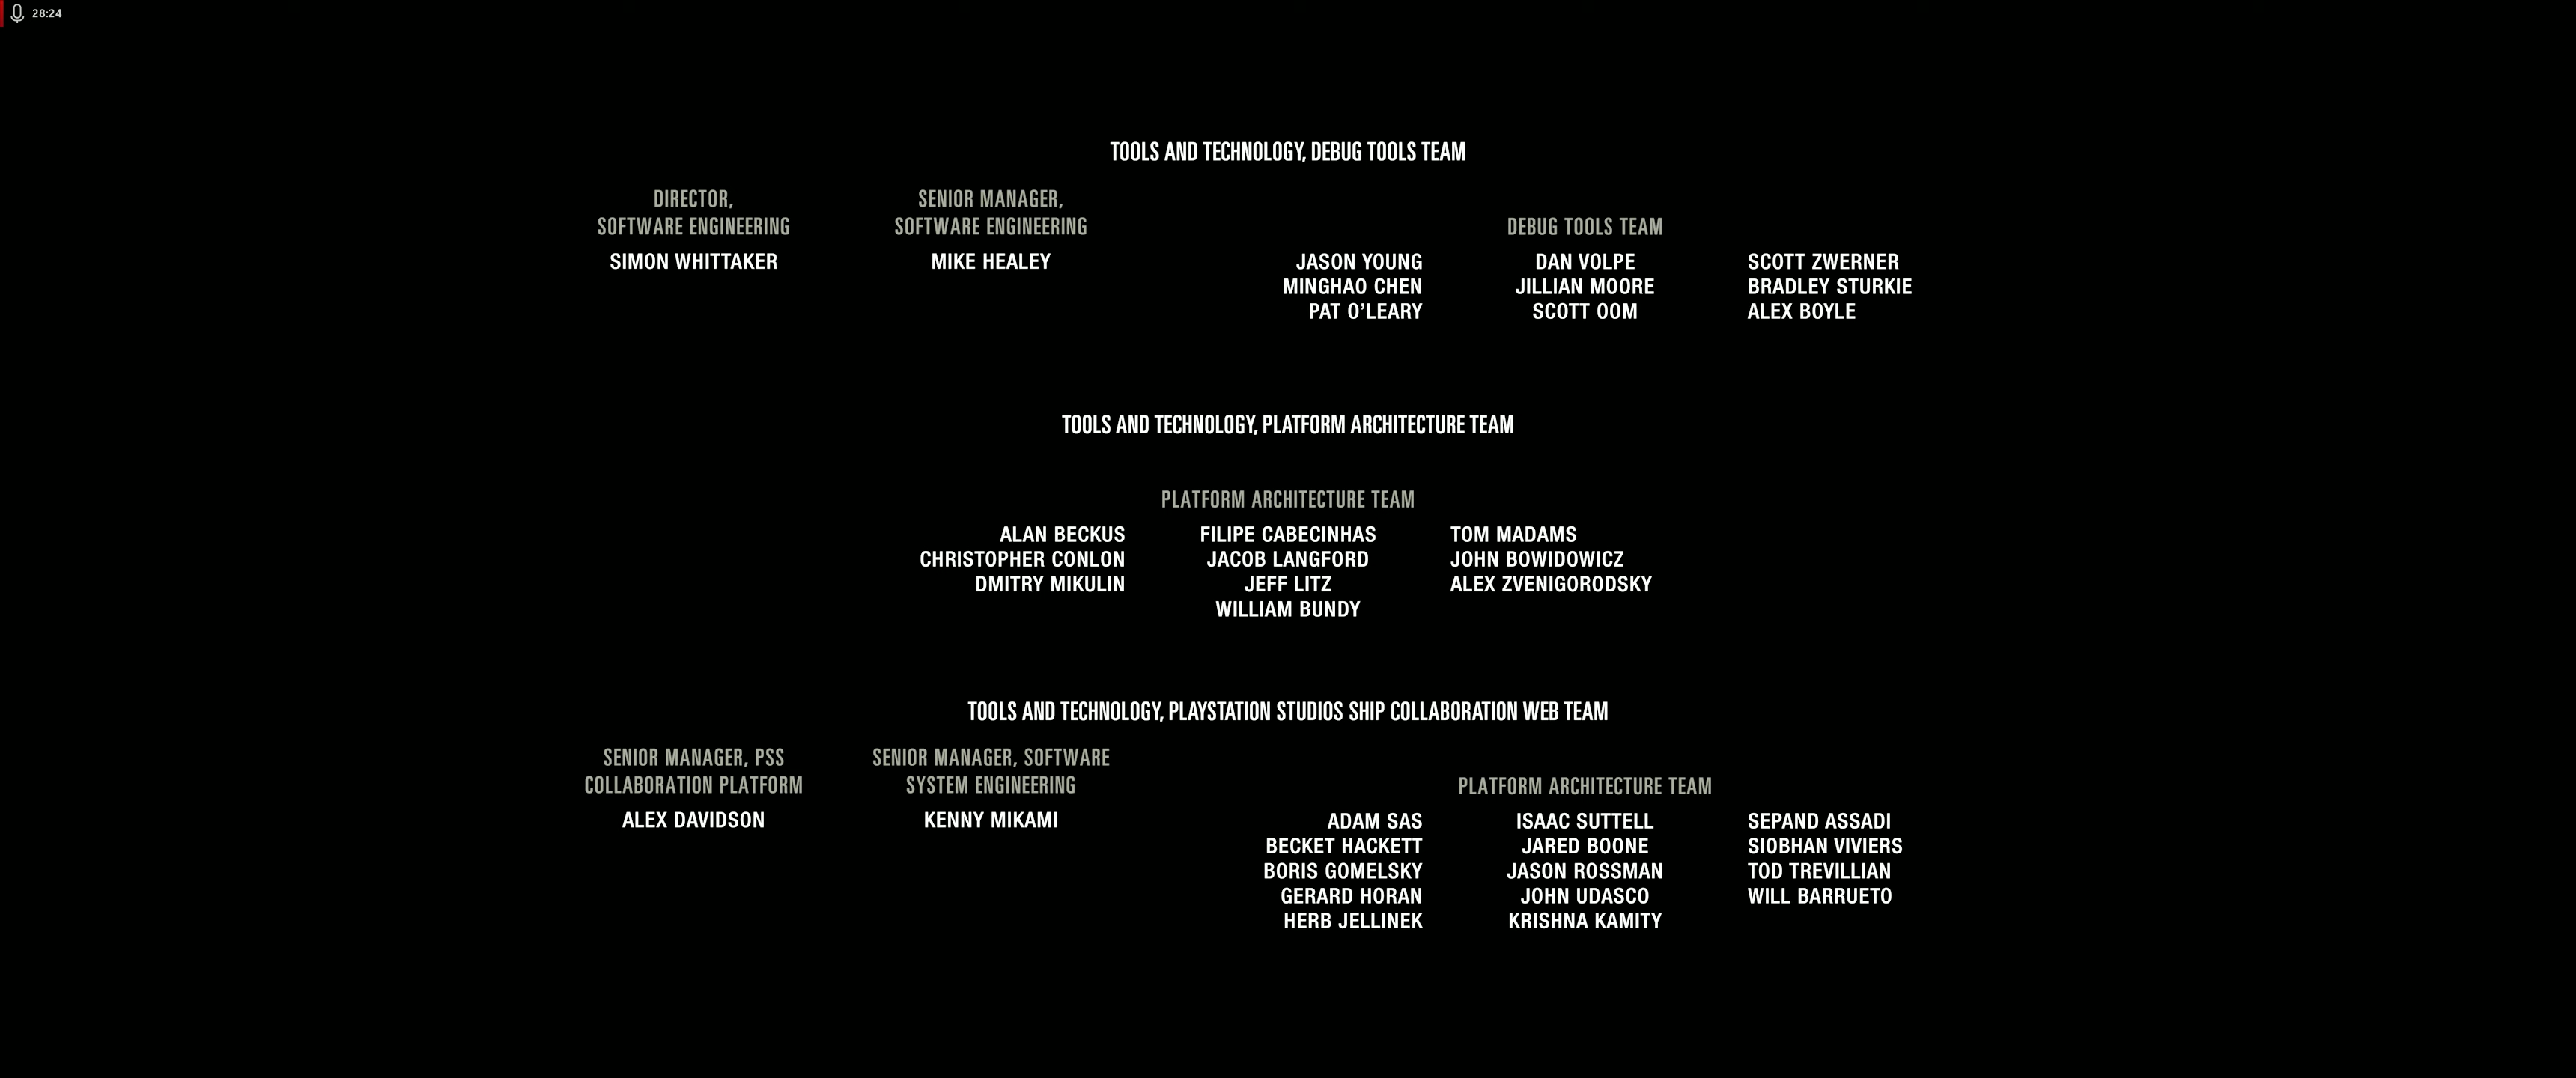 28:24
TOOLS AND TECHNOLOGY, DEBUG TOOLS TEAM
DIRECTOR,
SOFTWARE ENGINEERING
SIMON WHITTAKER
SENIOR MANAGER,
SOFTWARE ENGINEERING
MIKE HEALEY
DEBUG TOOLS TEAM
JASON YOUNG
MINGHAO CHEN
PAT O’LEARY
DAN VOLPE
JILLIAN MOORE
SCOTT OOM
SCOTT ZWERNER
BRADLEY STURKIE
ALEX BOYLE
TOOLS AND TECHNOLOGY, PLATFORM ARCHITECTURE TEAM
PLATFORM ARCHITECTURE TEAM
ALAN BECKUS
CHRISTOPHER CONLON
DMITRY MIKULIN
FILIPE CABECINHAS
JACOB LANGFORD
JEFF LITZ
WILLIAM BUNDY
TOM MADAMS
JOHN BOWIDOWICZ
ALEX ZVENIGORODSKY
TOOLS AND TECHNOLOGY, PLAYSTATION STUDIOS SHIP COLLABORATION WEB TEAM
SENIOR MANAGER, PSS
COLLABORATION PLATFORM
ALEX DAVIDSON
SENIOR MANAGER, SOFTWARE
SYSTEM ENGINEERING
KENNY MIKAMI
PLATFORM ARCHITECTURE TEAM
ADAM SAS
BECKET HACKETT
BORIS GOMELSKY
GERARD HORAN
HERB JELLINEK
ISAAC SUTTELL
JARED BOONE
JASON ROSSMAN
JOHN UDASCO
KRISHNA KAMITY
SEPAND ASSADI
SIOBHAN VIVIERS
TOD TREVILLIAN
WILL BARRUETO